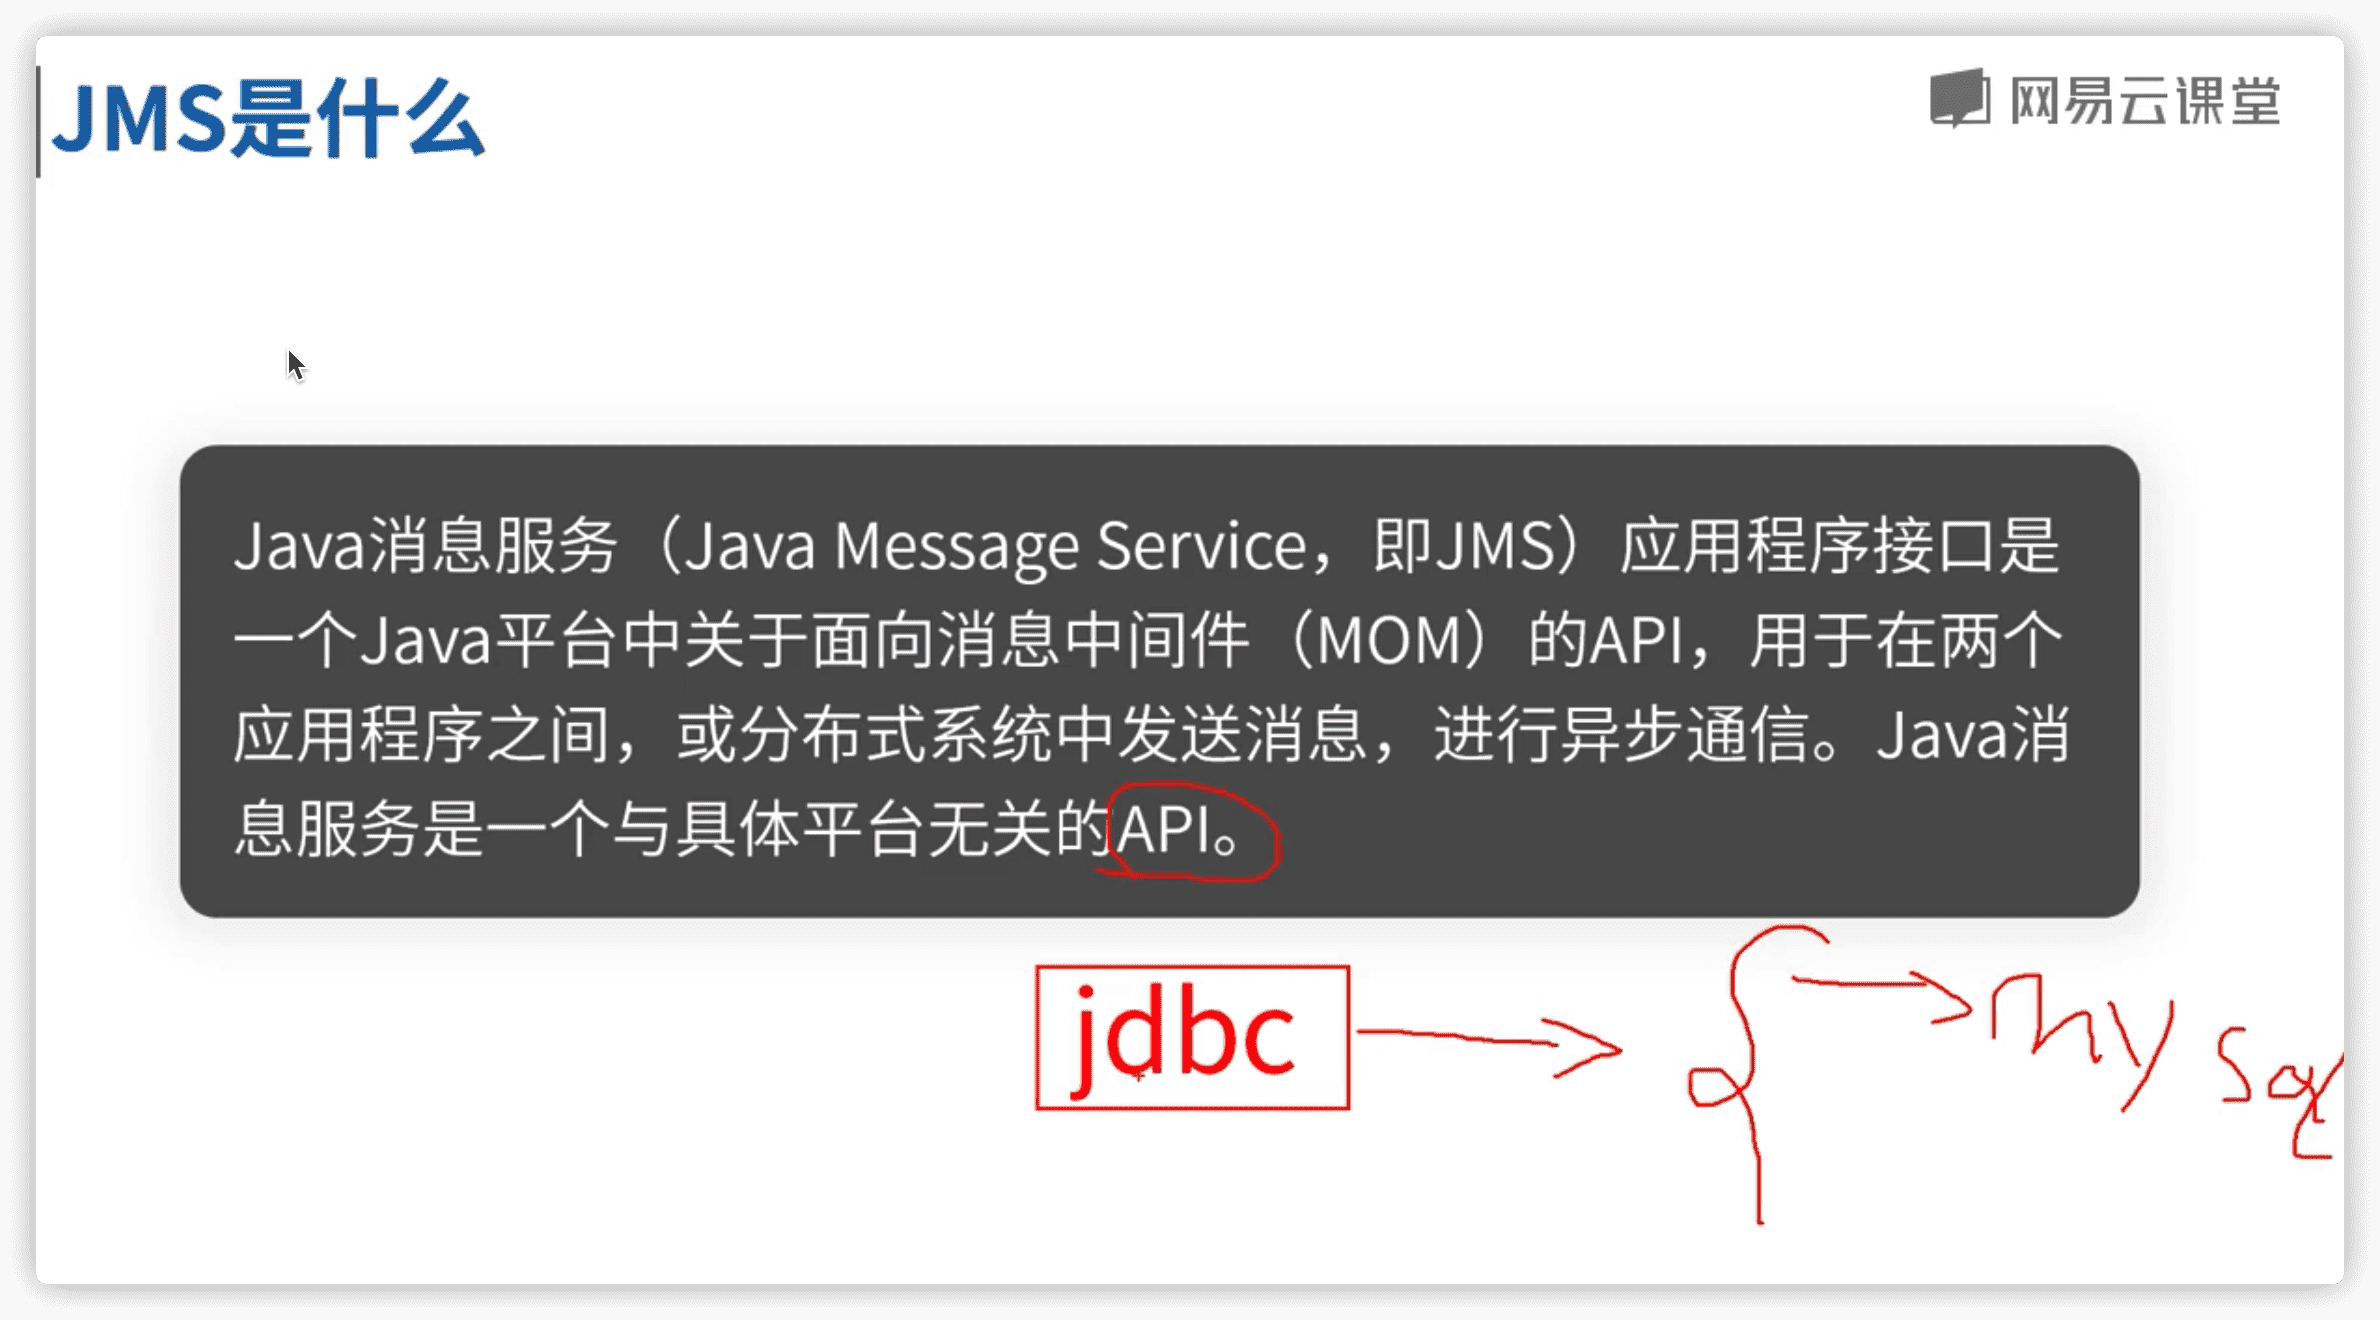 JMS是什么
网易云课堂
Java消息服务（Java Message Service，即JMS）应用程序接口是
一个Java平台中关于面向消息中间件（MOM）的API，用于在两个
应用程序之间，或分布式系统中发送消息，进行异步通信。Java消
息服务是一个与具体平台无关的API。
jdbc
my sql